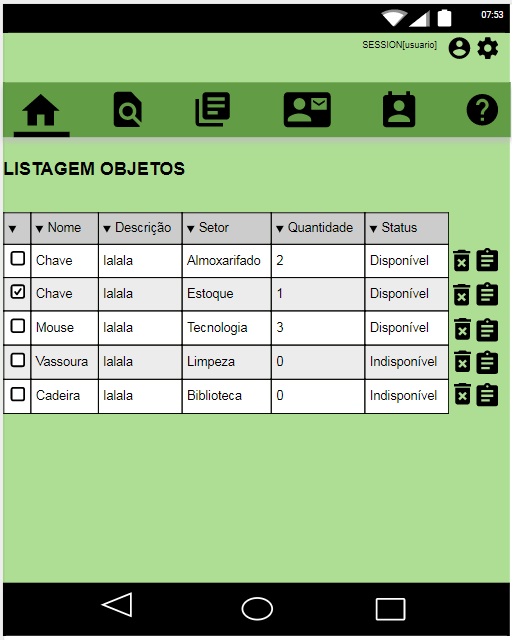 07:53
SESSION[usuario]
LISTAGEM OBJETOS
▼ ▼ Nome ▼ Descrição ▼ Setor ▼ Quantidade ▼ Status
Chave lalala Almoxarifado 2 Disponível
Chave lalala Estoque 1 Disponível
Mouse lalala Tecnologia 3 Disponível
Vassoura lalala Limpeza 0 Indisponível
Cadeira lalala Biblioteca 0 Indisponível